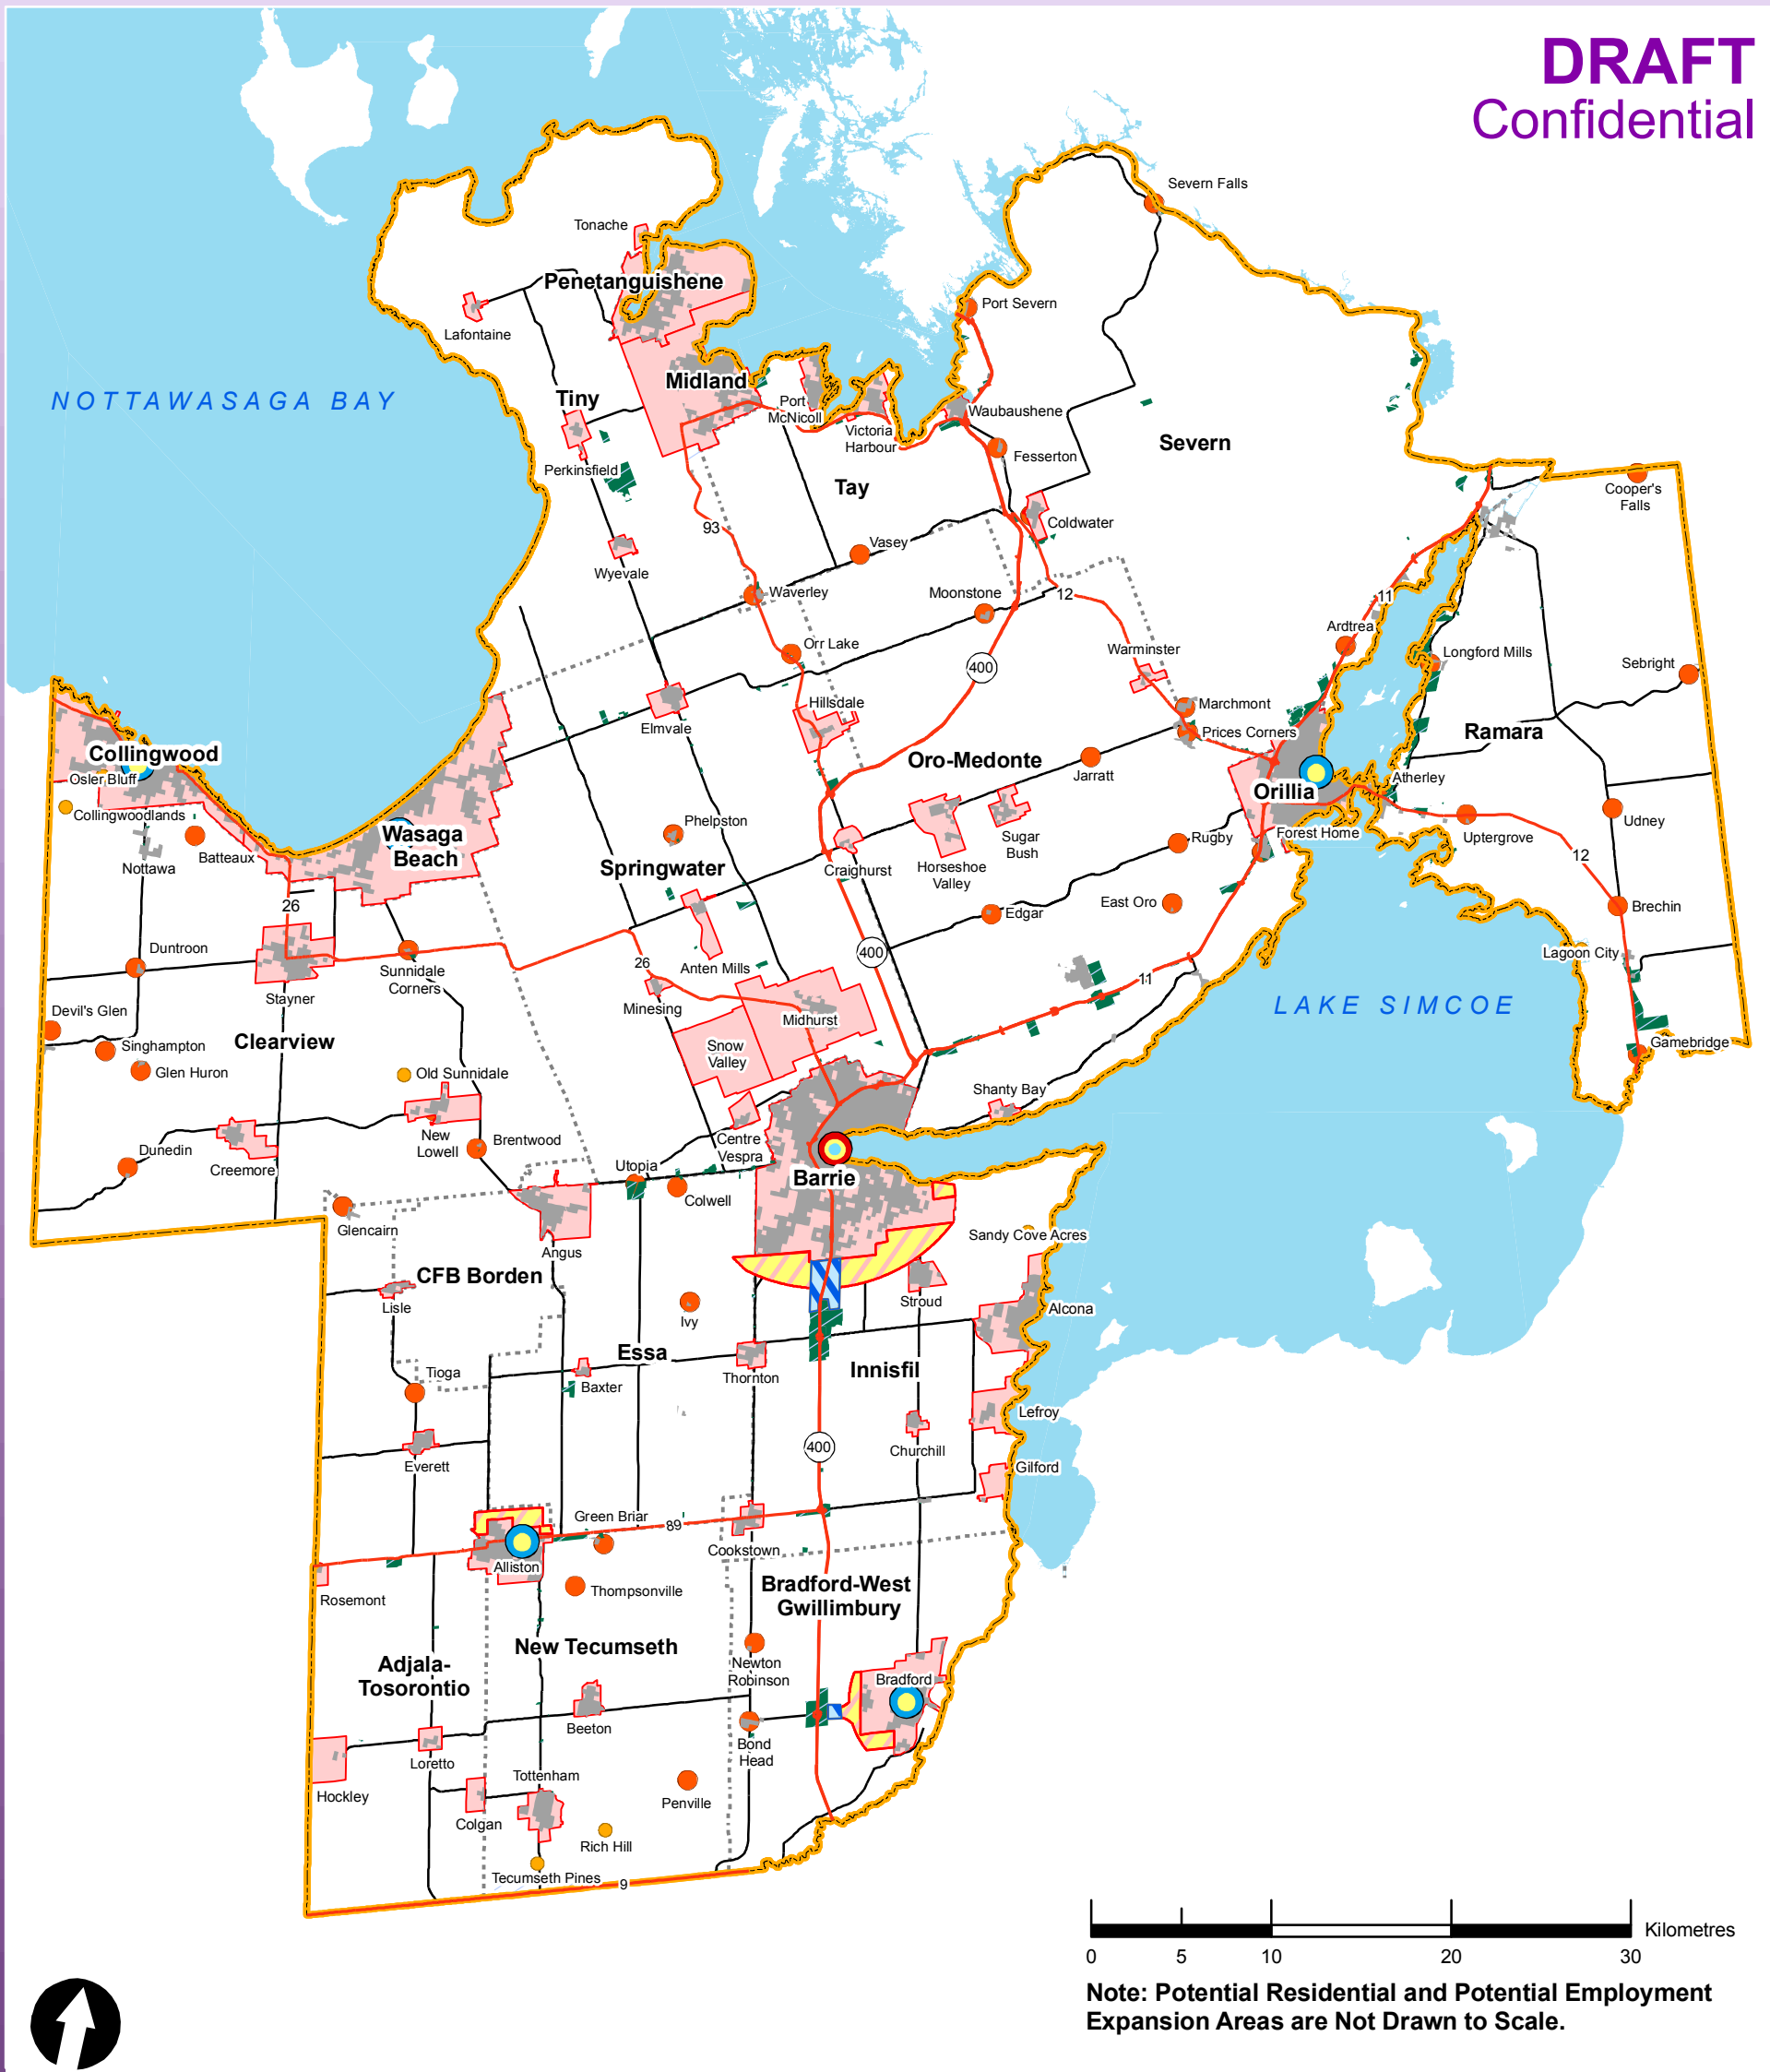 DRAFT
Confidential
Severn Falls
Tonache
Penetanguishene
Port Severn
Lafontaine
NOTTAWASAGA BAY
Midland
Tiny
Port
McNicoll
Waubaushene
Victoria
Harbour
Severn
Fesserton
Perkinsfield
Tay
Cooper's
Falls
93
Coldwater
Vasey
Wyevale
Waverley
Moonstone
12
11
Ardtrea
Orr Lake
Warminster
Longford Mills
Sebright
400
Hillsdale
Marchmont
Elmvale
Prices Corners
Ramara
Collingwood
Oro-Medonte
Jarratt
Osler Bluff
Atherley
Orillia
Collingwoodlands
Phelpston
Wasaga
Beach
Sugar
Bush
Rugby
Forest Home
Uptergrove
Udney
Batteaux
Nottawa
Springwater
Craighurst
Horseshoe
Valley
12
26
Edgar
East Oro
Brechin
Duntroon
400
Lagoon City
Sunnidale
Corners
26
Anten Mills
11
Stayner
Minesing
LAKE SIMCOE
Devil's Glen
Midhurst
Singhampton
Clearview
Snow
Valley
Gamebridge
Glen Huron
Old Sunnidale
Shanty Bay
New
Lowell
Brentwood
Centre
Vespra
Dunedin
Creemore
Utopia
Barrie
Colwell
Glencairn
Sandy Cove Acres
Angus
CFB Borden
Lisle
Stroud
Alcona
Ivy
Essa
Innisfil
Tioga
Thornton
Baxter
Lefroy
400
Churchill
Everett
Gilford
Green Briar
89
Cookstown
Alliston
Rosemont
Thompsonville
Bradford-West
Gwillimbury
New Tecumseth
Newton
Robinson
Adjala-
Tosorontio
Bradford
Beeton
Bond
Head
Loretto
Tottenham
Hockley
Penville
Colgan
Rich Hill
Tecumseth Pines
9
Kilometres
0 5 10 20 30
Note: Potential Residential and Potential Employment
Expansion Areas are Not Drawn to Scale.